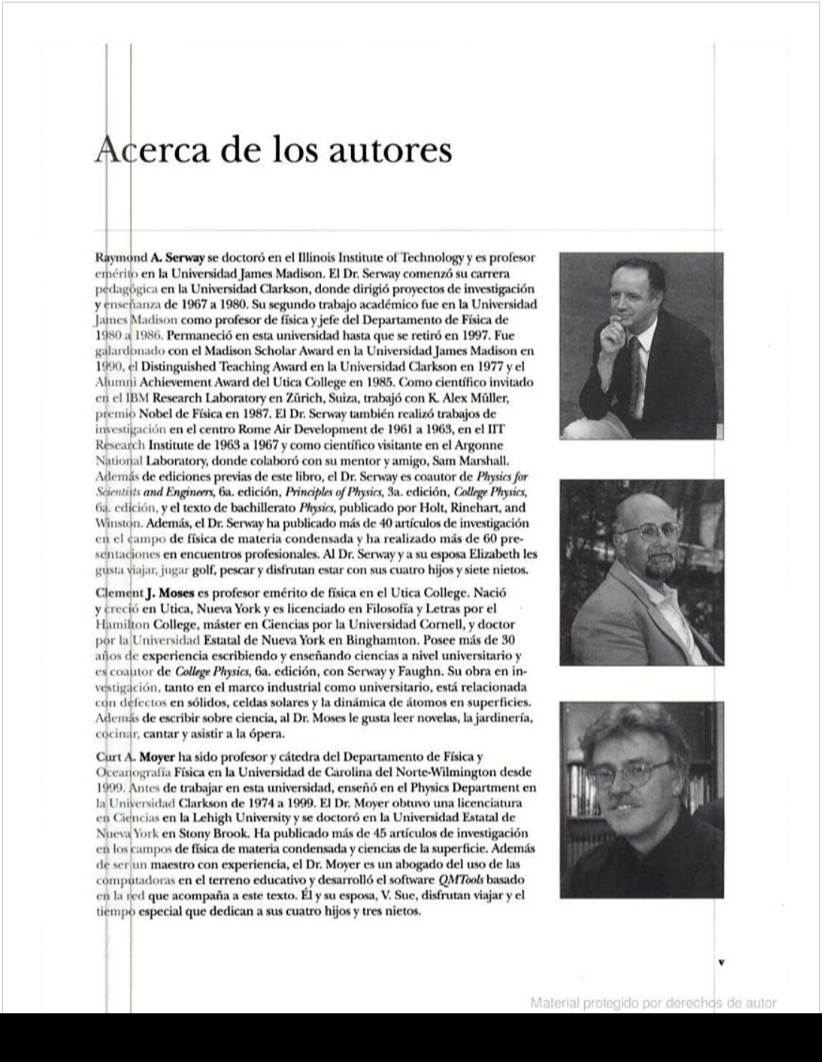 Acerca de los autores
Raymond A. Serway se doctoró en el Illinois Institute of Technology y es profesor
emérito en la Universidad James Madison. El Dr. Serway comenzó su carrera
pedagógica en la Universidad Clarkson, donde dirigió proyectos de investigación
y enseñanza de 1967 a 1980. Su segundo trabajo académico fue en la Universidad
James Madison como profesor de física y jefe del Departamento de Física de
1980 a 1986. Permaneció en esta universidad hasta que se retiró en 1997. Fue
galardonado con el Madison Scholar Award en la Universidad James Madison en
1990, el Distinguished Teaching Award en la Universidad Clarkson en 1977 y el
Alumni Achievement Award del Utica College en 1985. Como científico invitado
en el IBM Research Laboratory en Zürich, Suiza, trabajó con K. Alex Müller,
premio Nobel de Física en 1987. El Dr. Serway también realizó trabajos de
investigación en el centro Rome Air Development de 1961 a 1963, en el IIT
Research Institute de 1963 a 1967 y como científico visitante en el Argonne
National Laboratory, donde colaboró con su mentor y amigo, Sam Marshall.
Además de ediciones previas de este libro, el Dr. Serway es coautor de Physics for
Scientists and Engineers, 6a. edición, Principles of Physics, 3a. edición, College Physics,
6a. edición, y el texto de bachillerato Physics, publicado por Holt, Rinehart, and
Winston. Además, el Dr. Serway ha publicado más de 40 artículos de investigación
en el campo de física de materia condensada y ha realizado más de 60 pre-
sentaciones en encuentros profesionales. Al Dr. Serway y a su esposa Elizabeth les
gusta viajar, jugar golf, pescar y disfrutan estar con sus cuatro hijos y siete nietos.
Clement J. Moses es profesor emérito de física en el Utica College. Nació
y creció en Utica, Nueva York y es licenciado en Filosofía y Letras por el
Hamilton College, máster en Ciencias por la Universidad Cornell, y doctor
por la Universidad Estatal de Nueva York en Binghamton. Posee más de 30
años de experiencia escribiendo y enseñando ciencias a nivel universitario y
es coautor de College Physics, 6a. edición, con Serway y Faughn. Su obra en in-
vestigación, tanto en el marco industrial como universitario, está relacionada
con defectos en sólidos, celdas solares y la dinámica de átomos en superficies.
Además de escribir sobre ciencia, al Dr. Moses le gusta leer novelas, la jardinería,
cocinar, cantar y asistir a la ópera.
Curt A. Moyer ha sido profesor y cátedra del Departamento de Física y
Oceanografía Física en la Universidad de Carolina del Norte-Wilmington desde
1999. Antes de trabajar en esta universidad, enseñó en el Physics Department en
la Universidad Clarkson de 1974 a 1999. El Dr. Moyer obtuvo una licenciatura
en Ciencias en la Lehigh University y se doctoró en la Universidad Estatal de
Nueva York en Stony Brook. Ha publicado más de 45 artículos de investigación
en los campos de física de materia condensada y ciencias de la superficie. Además
de ser un maestro con experiencia, el Dr. Moyer es un abogado del uso de las
computadoras en el terreno educativo y desarrolló el software QMTools basado
en la red que acompaña a este texto. Él y su esposa, V. Sue, disfrutan viajar y el
tiempo especial que dedican a sus cuatro hijos y tres nietos.
v
Material protegido por derechos de autor